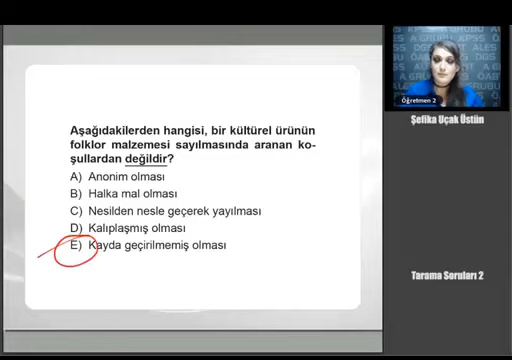 Aşağıdakilerden hangisi, bir kültürel ürünün
folklor malzemesi sayılmasında aranan ko-
şullardan değildir?
A) Anonim olması
B) Halka mal olması
C) Nesilden nesle geçerek yayılması
D) Kalıplaşmış olması
E) Kayda geçirilmemiş olması
Öğretmen 2
Şefika Uçak Üstün
Tarama Soruları 2